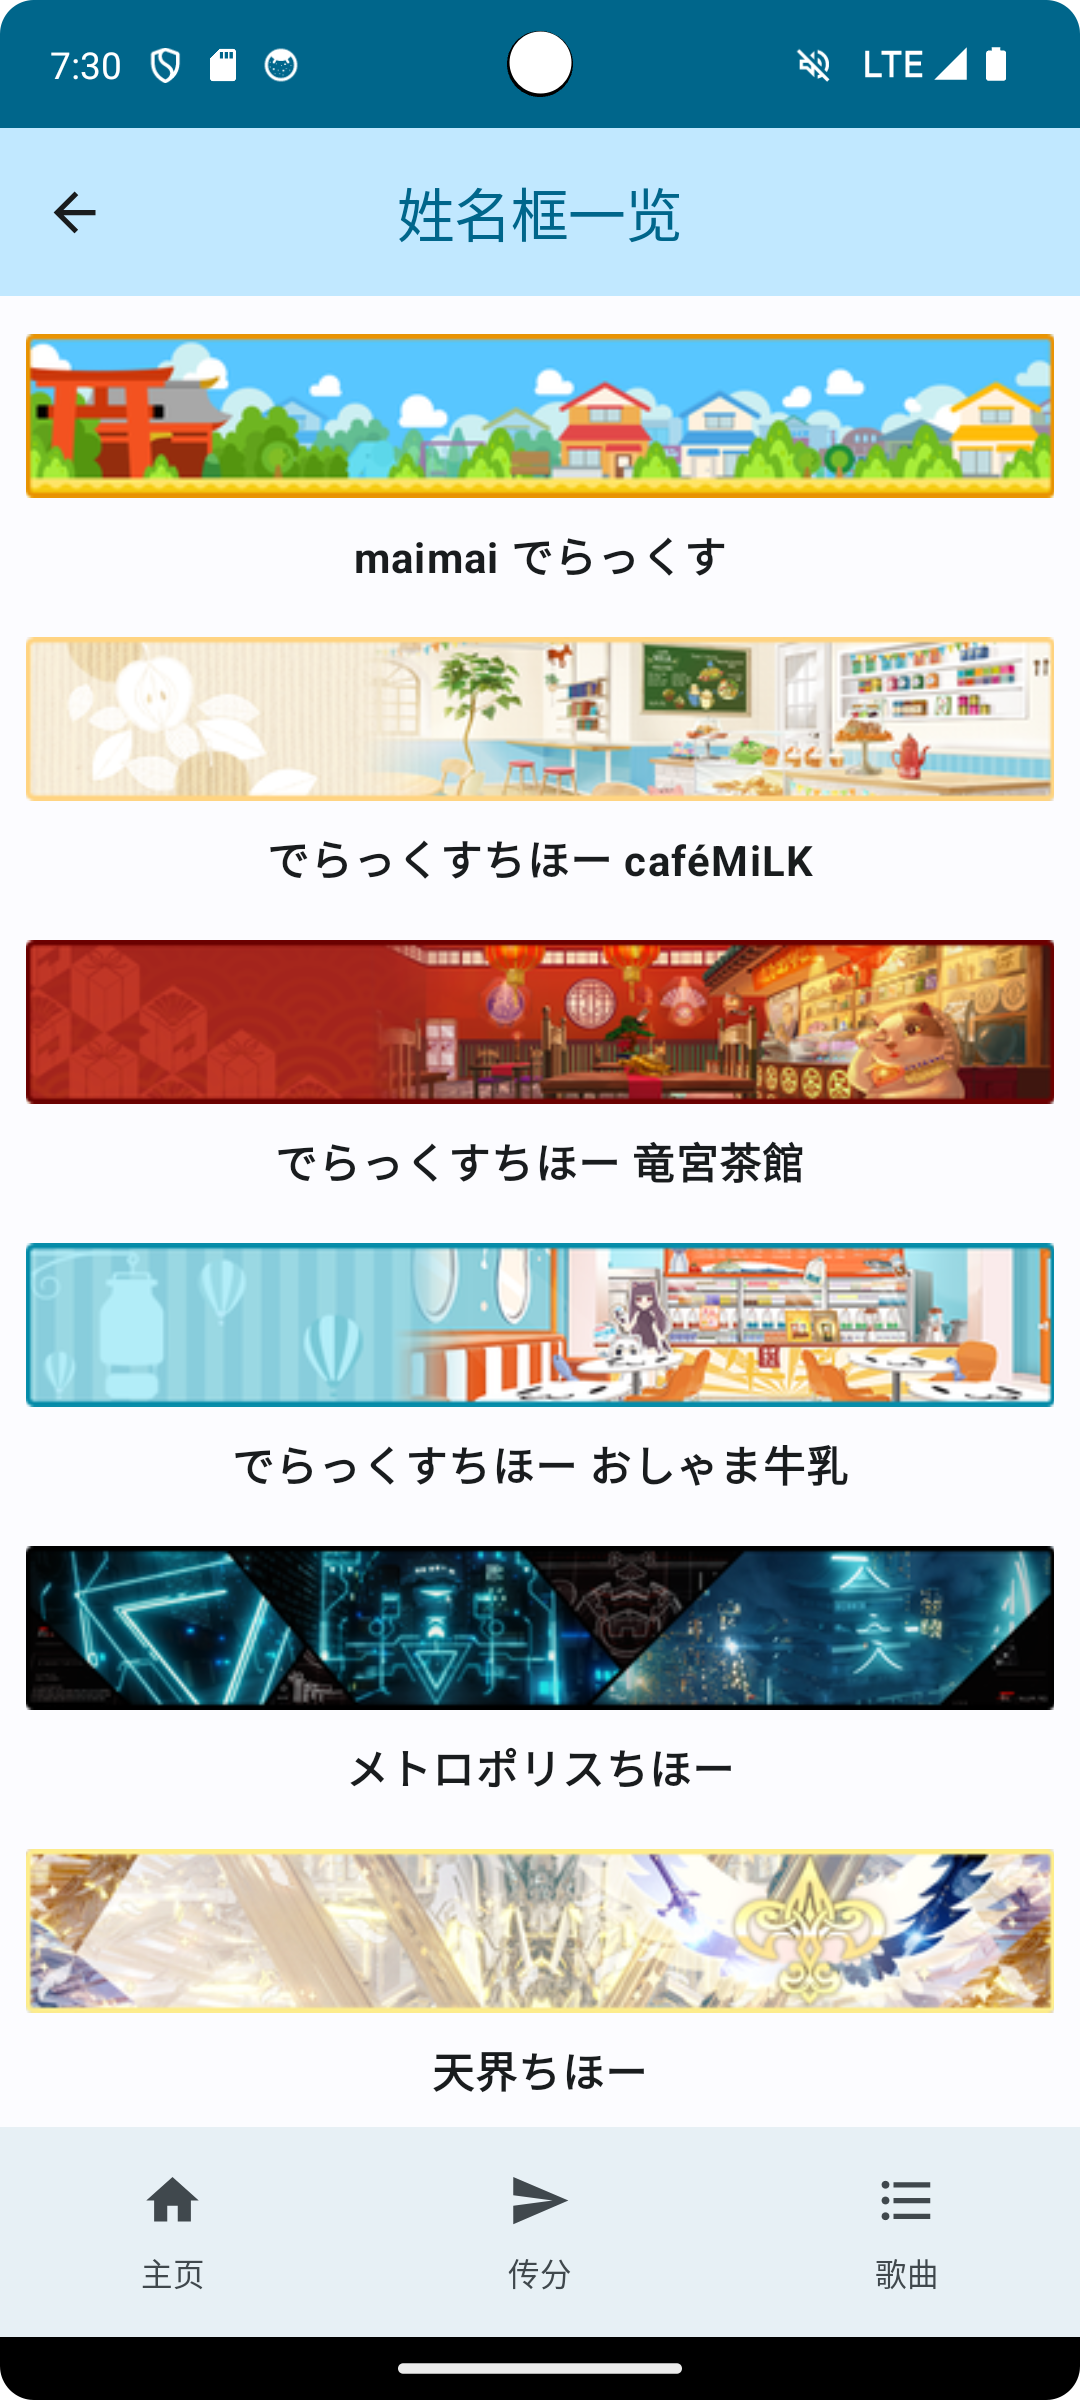 7:30
LTE
姓名框一览
maimai でらっくす
でらっくすちほー caféMiLK
でらっくすちほー 竜宮茶館
でらっくすちほー おしゃま牛乳
メトロポリスちほー
天界ちほー
主页
传分
歌曲